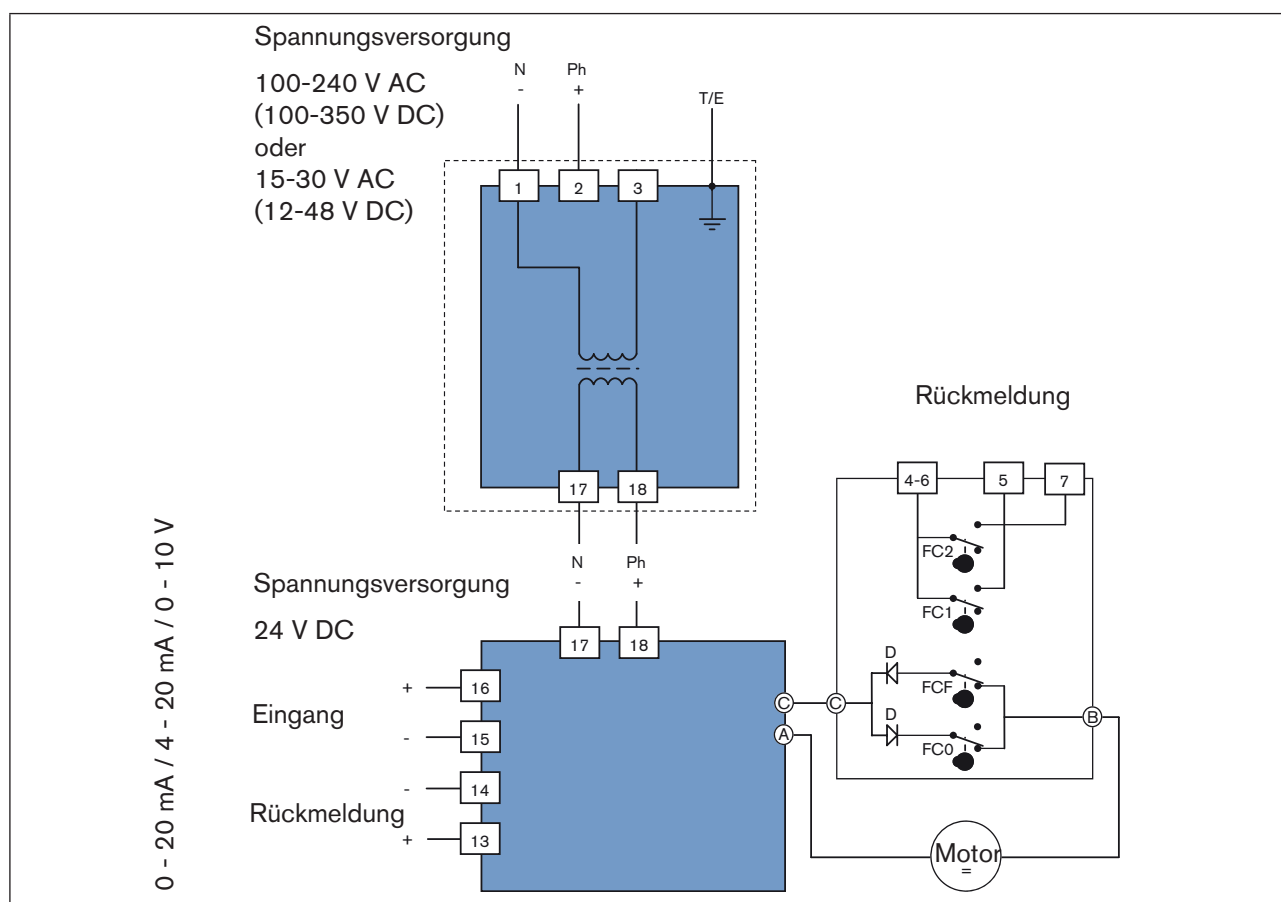 Spannungsversorgung
100-240 V AC
(100-350 V DC)
oder
15-30 V AC
(12-48 V DC)
N
-
Ph
+
T/E
1
2
3
17
18
N
-
Ph
+
Spannungsversorgung
24 V DC
17
18
0 - 20 mA / 4 - 20 mA / 0 - 10 V
Eingang
+
16
-
15
Rückmeldung
-
14
+
13
C
A
Rückmeldung
4-6
5
7
FC2
FC1
D
FCF
C
D
FC0
B
Motor
=